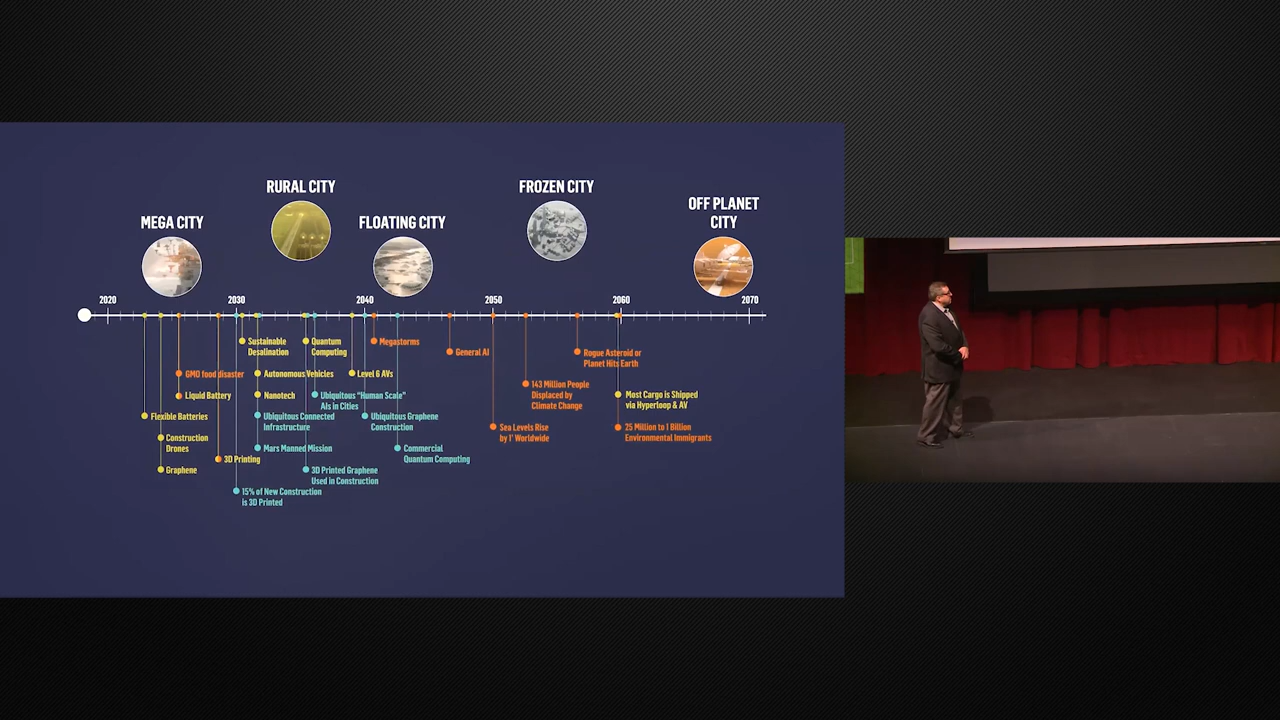 RURAL CITY
FROZEN CITY
MEGA CITY
FLOATING CITY
OFF PLANET
CITY
2020
2030
2040
2050
2060
2070
Sustainable
Desalination
Quantum
Computing
Megastorms
General AI
Rogue Asteroid or
Planet Hits Earth
GMO food disaster
Autonomous Vehicles
Level 6 AVs
143 Million People
Displaced by
Climate Change
Liquid Battery
Nanotech
Ubiquitous "Human Scale"
AIs in Cities
Most Cargo is Shipped
via Hyperloop & AV
Flexible Batteries
Ubiquitous Connected
Infrastructure
Ubiquitous Graphene
Construction
Sea Levels Rise
by 1' Worldwide
25 Million to 1 Billion
Environmental Immigrants
Construction
Drones
Mars Manned Mission
Commercial
Quantum Computing
3D Printing
Graphene
3D Printed Graphene
Used in Construction
15% of New Construction
is 3D Printed